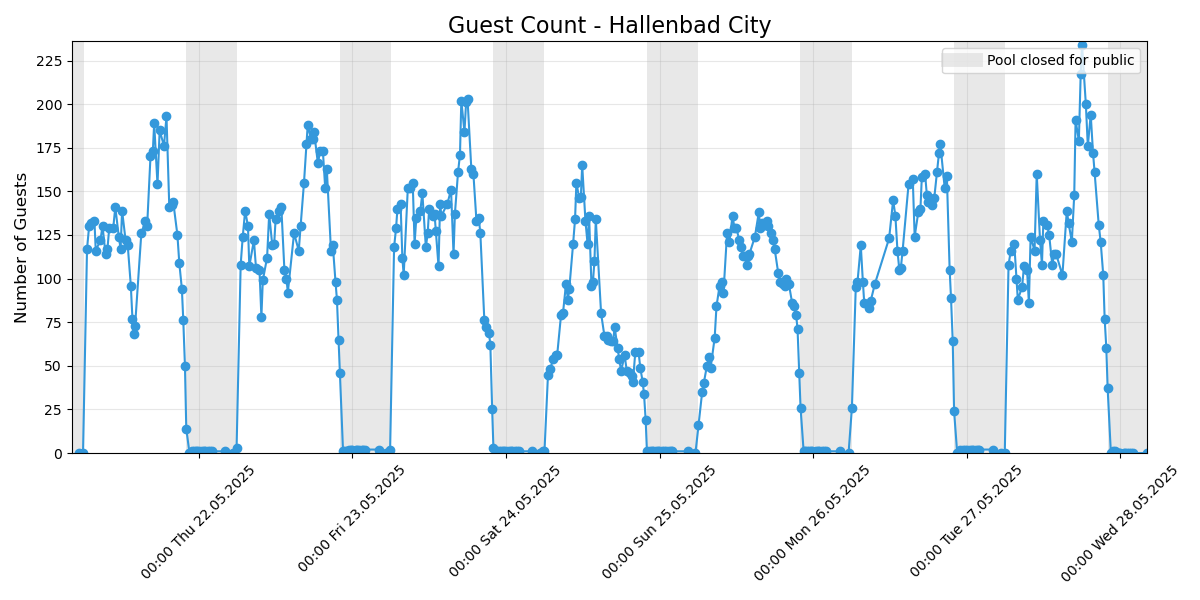 Guest Count - Hallenbad City
Pool closed for public
Number of Guests
225
200
175
150
125
100
75
50
25
0
00:00 Thu 22.05.2025
00:00 Fri 23.05.2025
00:00 Sat 24.05.2025
00:00 Sun 25.05.2025
00:00 Mon 26.05.2025
00:00 Tue 27.05.2025
00:00 Wed 28.05.2025